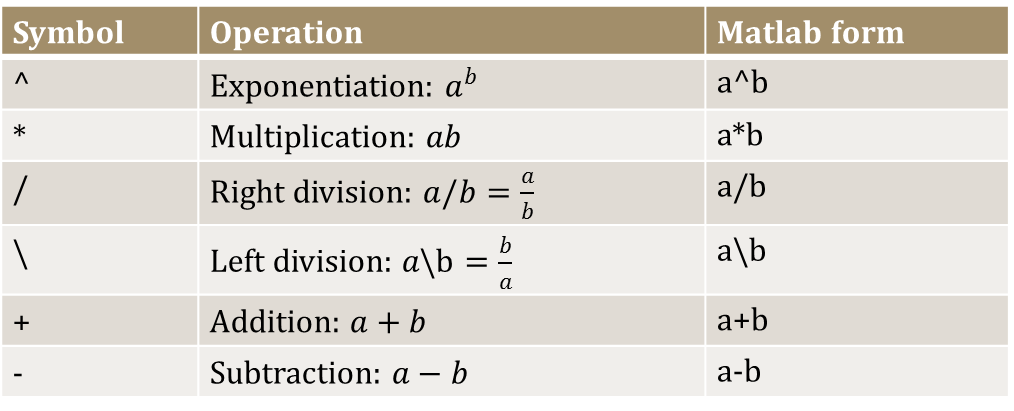 Symbol Operation Matlab form
^ Exponentiation: a^b a^b
* Multiplication: ab a*b
/ Right division: a/b = a/b a/b
\ Left division: a\b = b/a a\b
+ Addition: a + b a+b
- Subtraction: a − b a-b